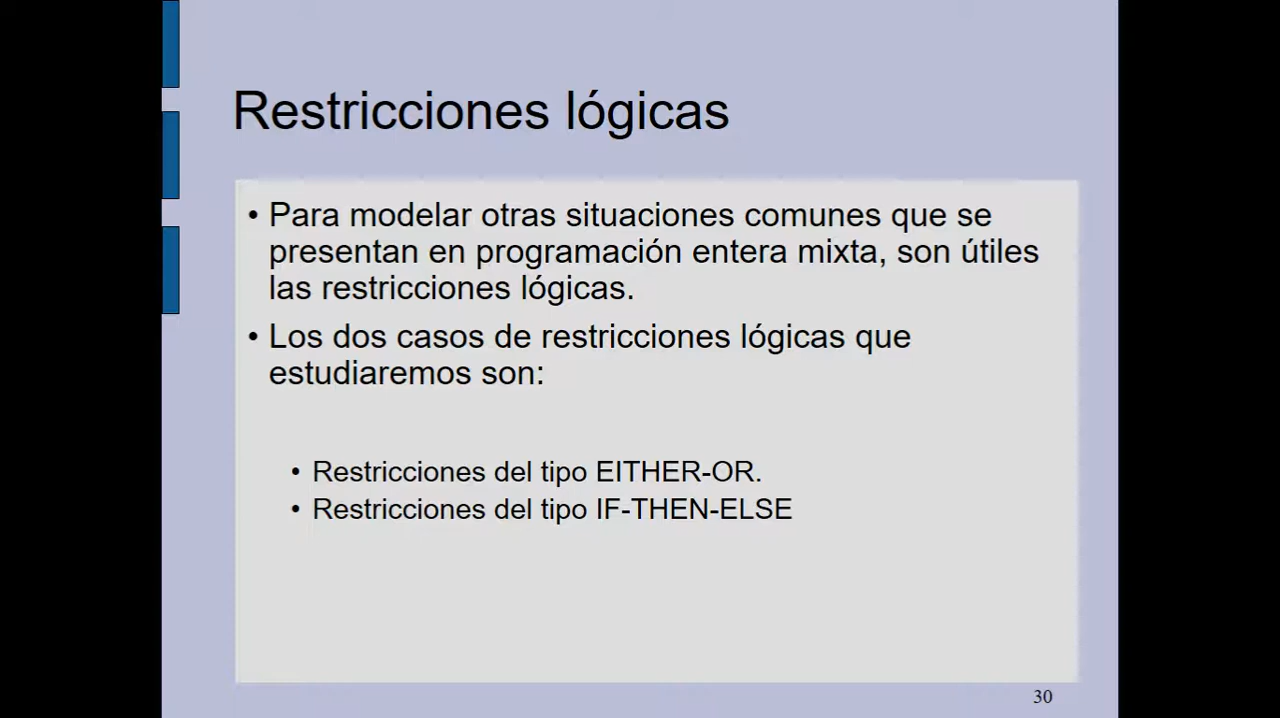 Restricciones lógicas
• Para modelar otras situaciones comunes que se
presentan en programación entera mixta, son útiles
las restricciones lógicas.
• Los dos casos de restricciones lógicas que
estudiaremos son:
• Restricciones del tipo EITHER-OR.
• Restricciones del tipo IF-THEN-ELSE
30